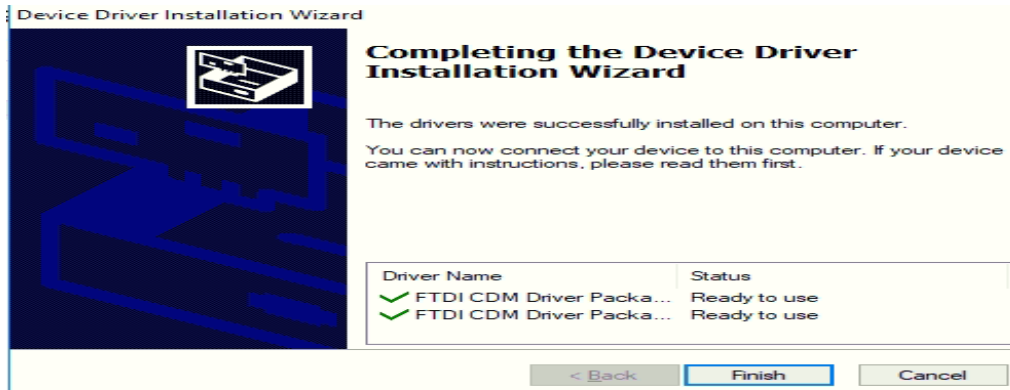 Device Driver Installation Wizard
Completing the Device Driver
Installation Wizard
The drivers were successfully installed on this computer.
You can now connect your device to this computer. If your device
came with instructions, please read them first.
Driver Name Status
FTDI CDM Driver Packa... Ready to use
FTDI CDM Driver Packa... Ready to use
< Back Finish Cancel